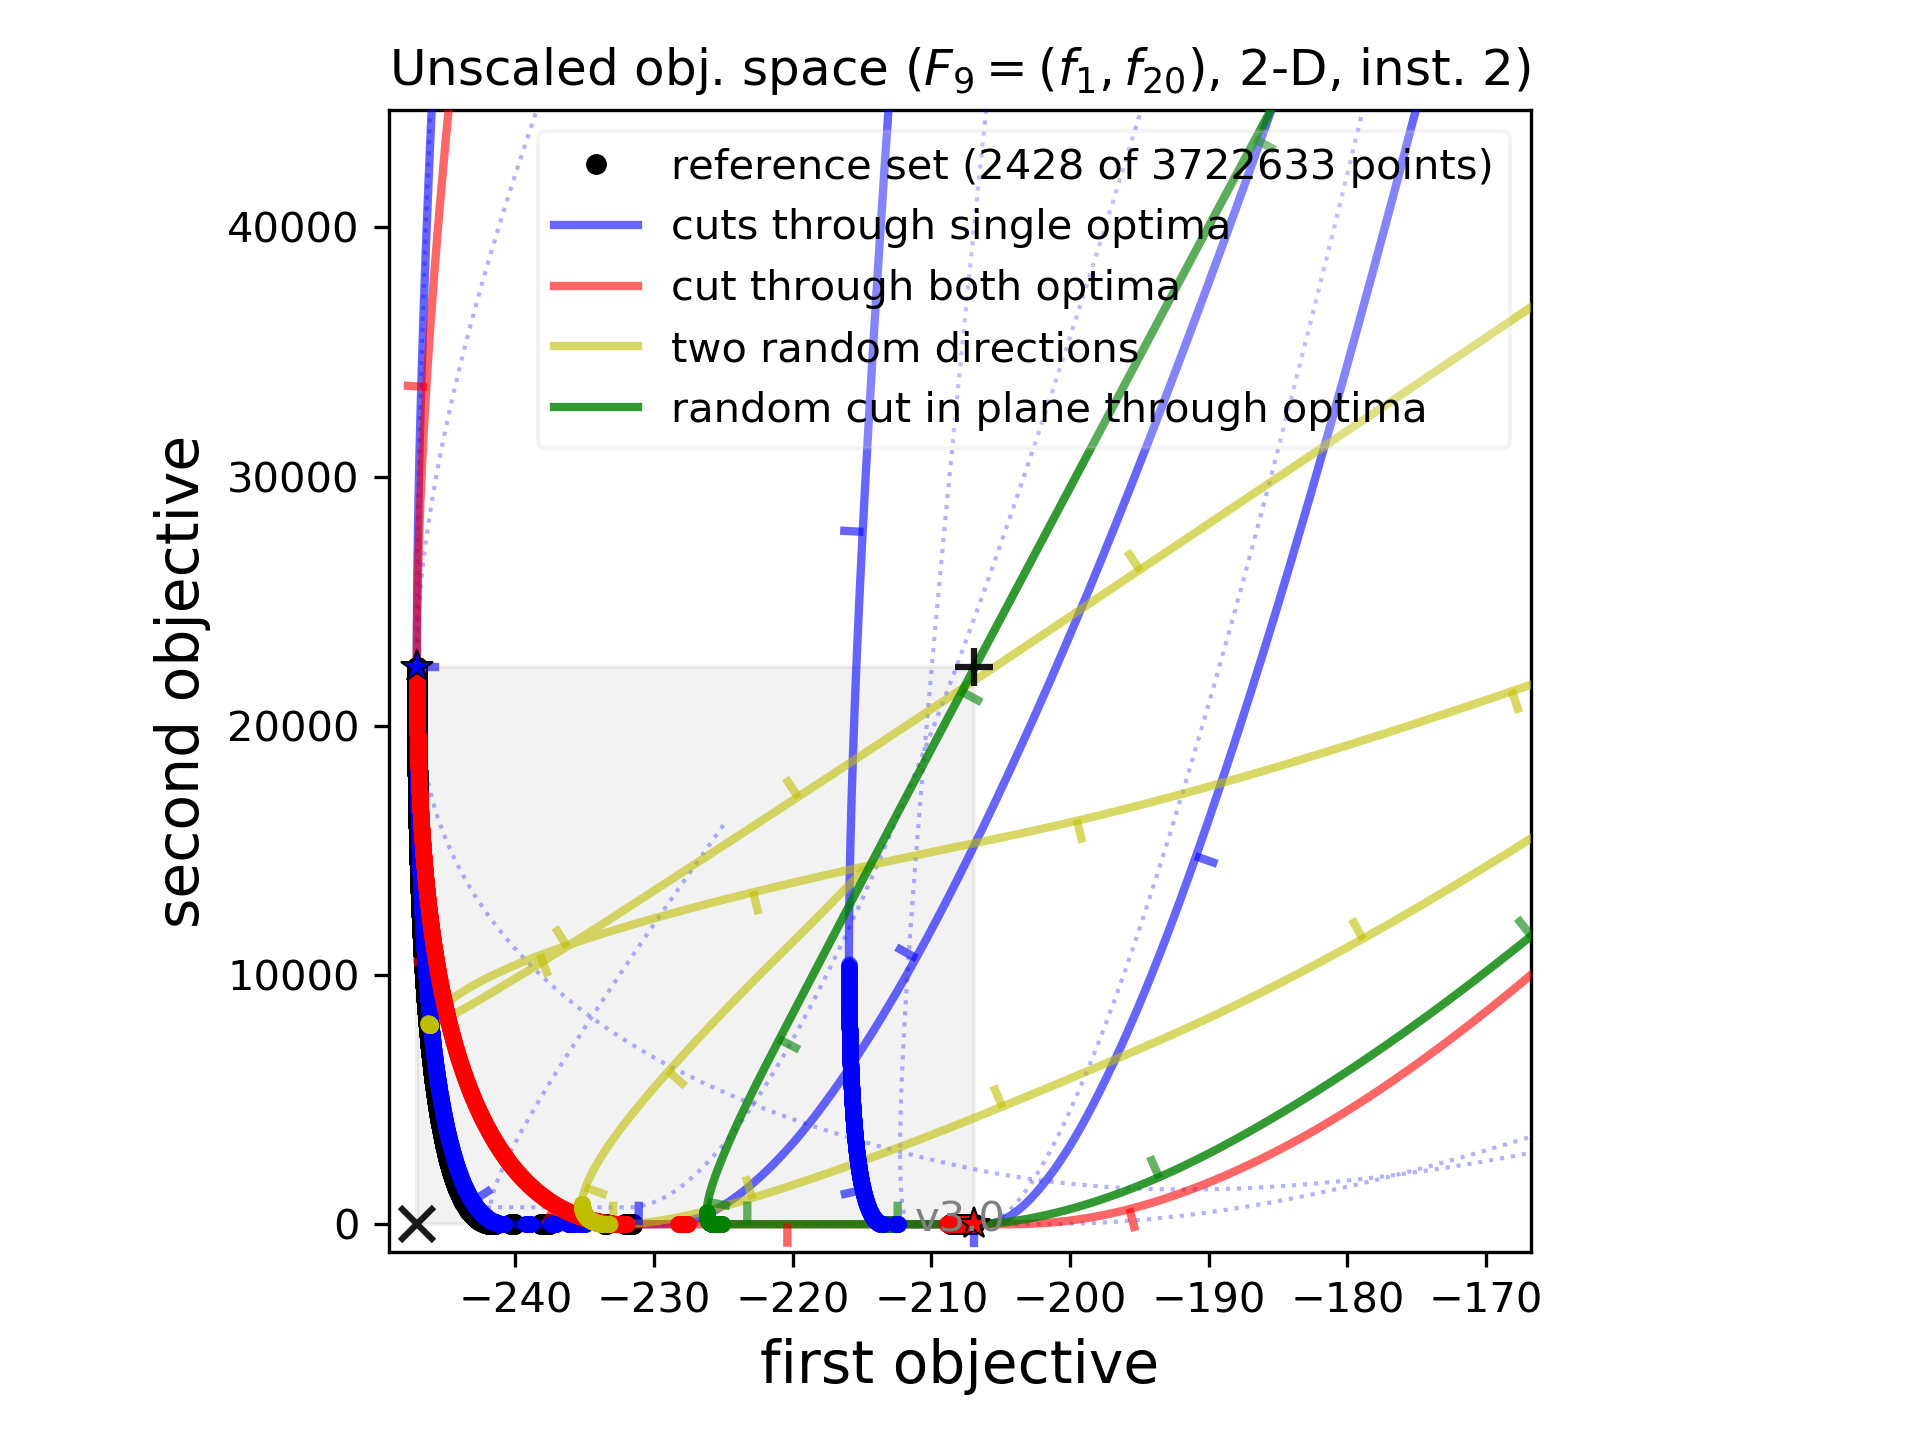 Unscaled obj. space (F₉ = (f₁, f₂₀), 2-D, inst. 2)
reference set (2428 of 3722633 points)
cuts through single optima
cut through both optima
two random directions
random cut in plane through optima
second objective
40000
30000
20000
10000
0
v3.0
−240 −230 −220 −210 −200 −190 −180 −170
first objective